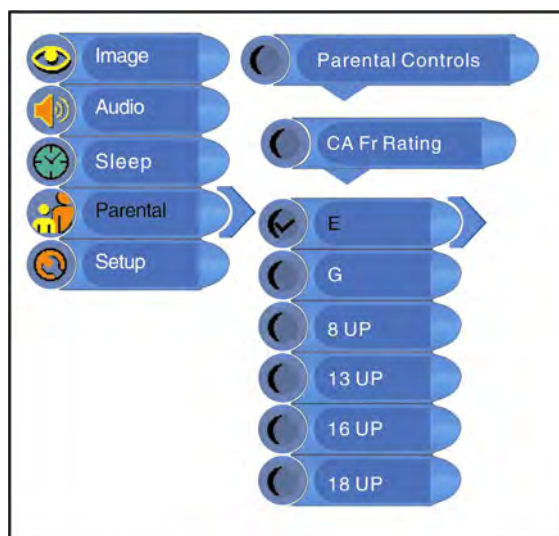 Image
Audio
Sleep
Parental
Setup
Parental Controls
CA Fr Rating
E
G
8 UP
13 UP
16 UP
18 UP